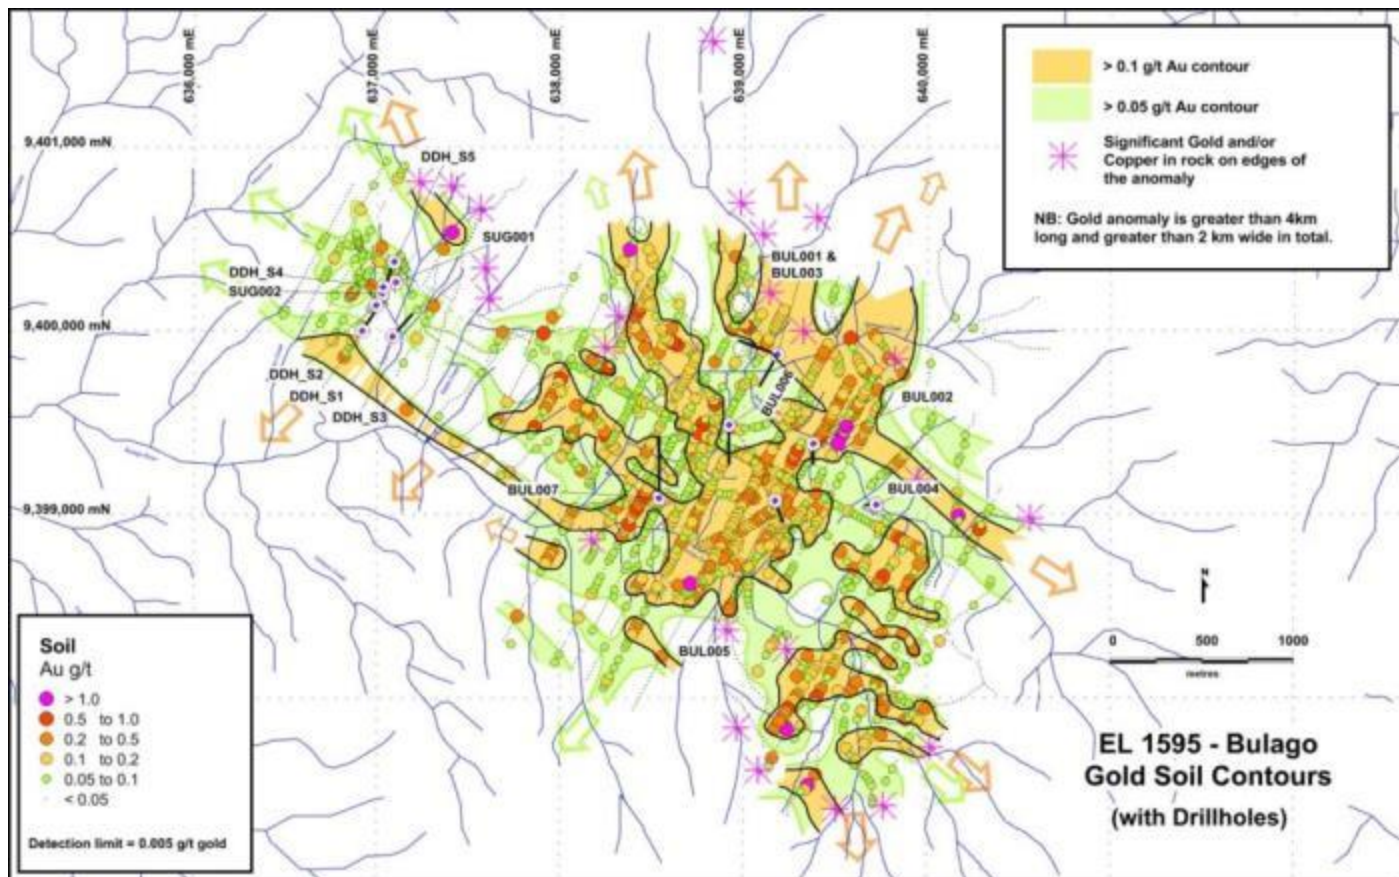 636,000 mE
637,000 mE
638,000 mE
639,000 mE
640,000 mE
> 0.1 g/t Au contour
> 0.05 g/t Au contour
Significant Gold and/or
Copper in rock on edges of
the anomaly
NB: Gold anomaly is greater than 4km
long and greater than 2 km wide in total.
9,401,000 mN
DDH_S5
SUG001
DDH_S4
SUG002
BUL001 &
BUL003
9,400,000 mN
DDH_S2
DDH_S1
DDH_S3
BUL006
BUL002
BUL007
BUL004
9,399,000 mN
BUL005
N
0 500 1000
metres
Soil
Au g/t
> 1.0
0.5 to 1.0
0.2 to 0.5
0.1 to 0.2
0.05 to 0.1
< 0.05
Detection limit = 0.005 g/t gold
EL 1595 - Bulago
Gold Soil Contours
(with Drillholes)